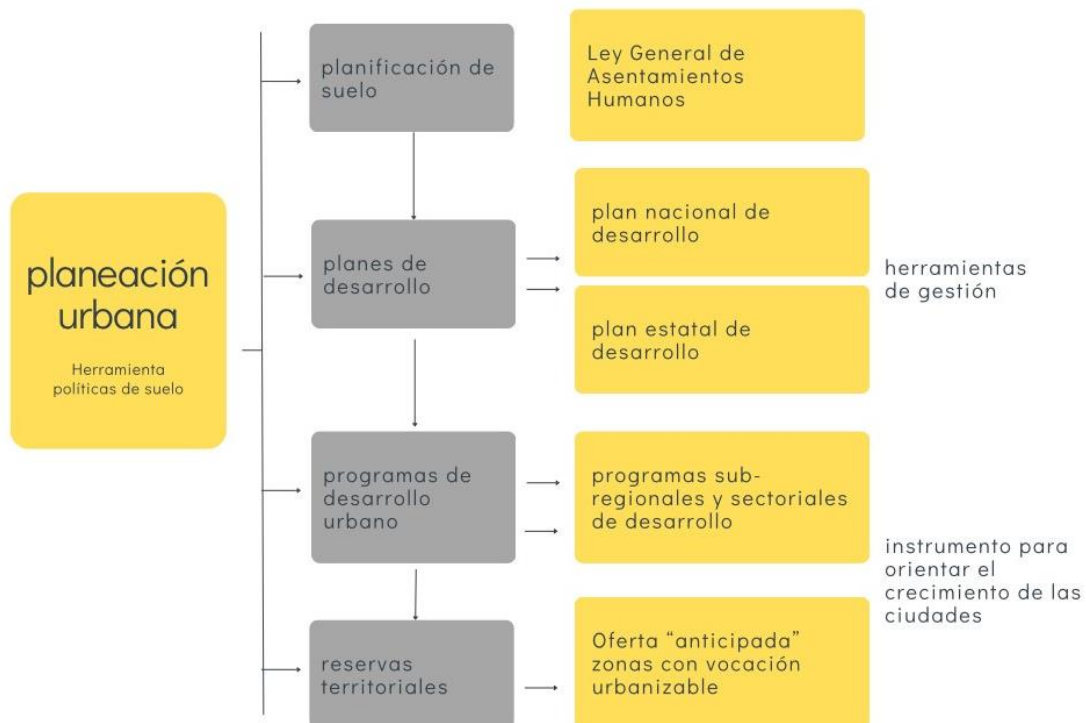 planeación
urbana
Herramienta
políticas de suelo
planificación de
suelo
Ley General de
Asentamientos
Humanos
planes de
desarrollo
plan nacional de
desarrollo
plan estatal de
desarrollo
herramientas
de gestión
programas de
desarrollo
urbano
programas sub-
regionales y sectoriales
de desarrollo
instrumento para
orientar el
crecimiento de las
ciudades
reservas
territoriales
Oferta “anticipada”
zonas con vocación
urbanizable